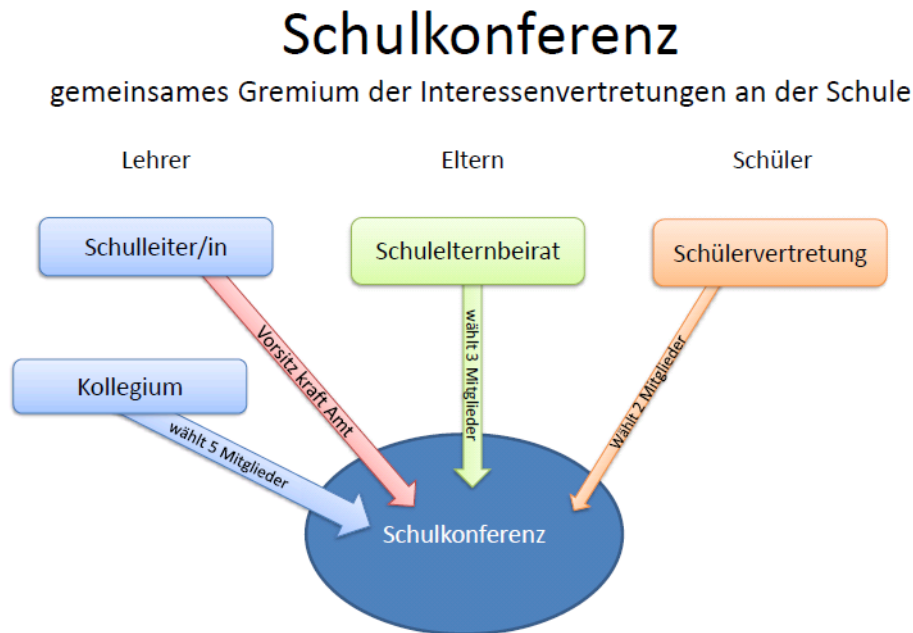 Schulkonferenz
gemeinsames Gremium der Interessenvertretungen an der Schule
Lehrer
Eltern
Schüler
Schulleiter/in
Schulelternbeirat
Schülervertretung
Kollegium
Vorsitz kraft Amt
wählt 3 Mitglieder
Wählt 2 Mitglieder
wählt 5 Mitglieder
Schulkonferenz